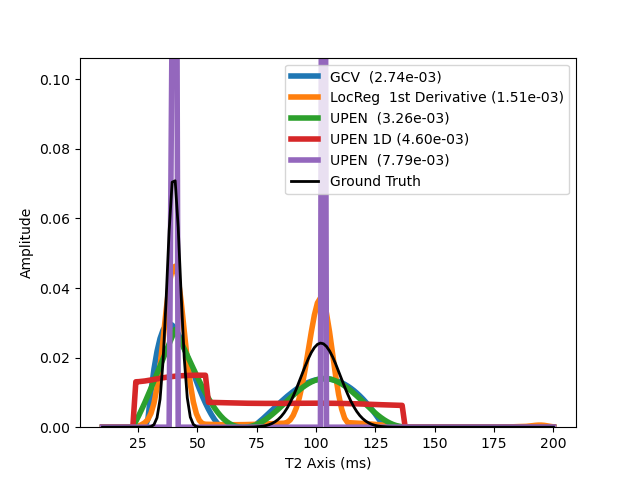 0.10
0.08
0.06
0.04
0.02
0.00
Amplitude
GCV  (2.74e-03)
LocReg  1st Derivative (1.51e-03)
UPEN  (3.26e-03)
UPEN 1D (4.60e-03)
UPEN  (7.79e-03)
Ground Truth
25 50 75 100 125 150 175 200
T2 Axis (ms)